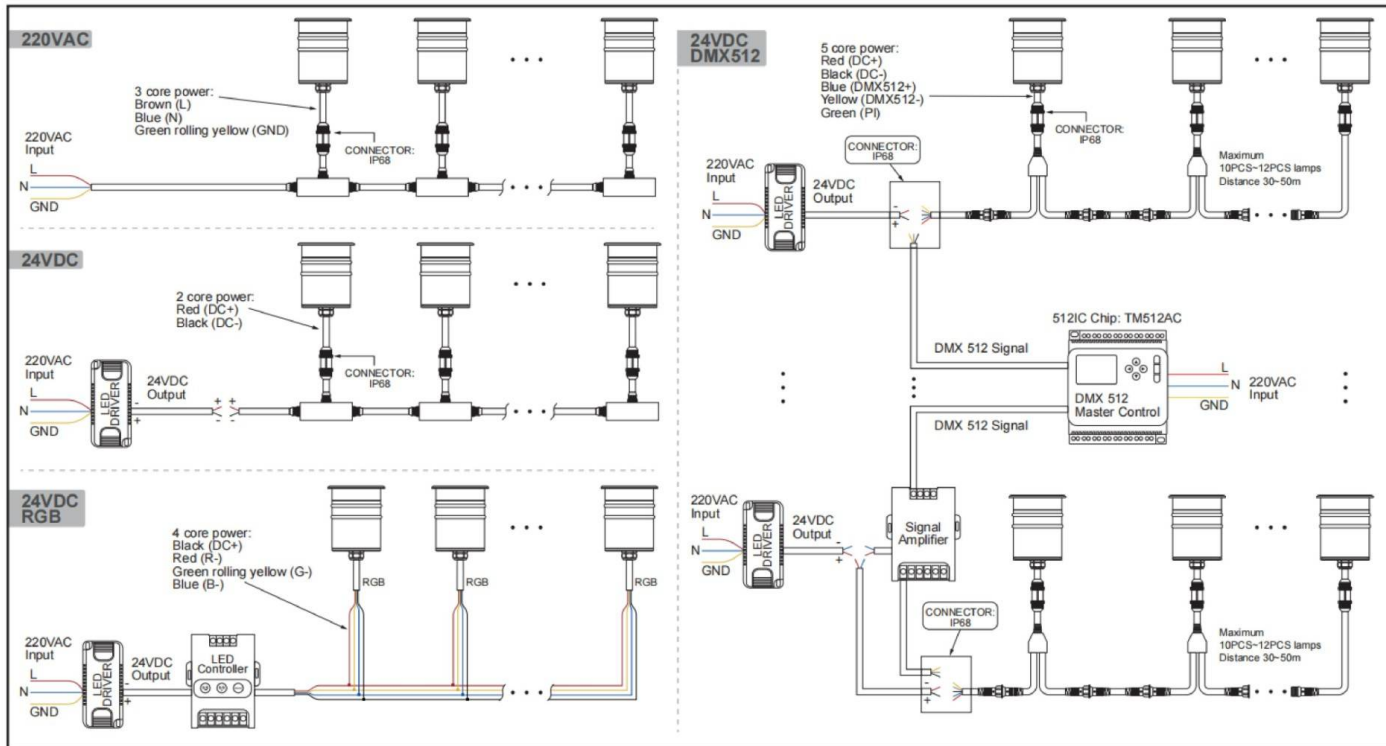 220VAC
3 core power:
Brown (L)
Blue (N)
Green rolling yellow (GND)
220VAC
Input
L
N
GND
CONNECTOR:
IP68
24VDC
2 core power:
Red (DC+)
Black (DC-)
220VAC
Input
L
N
GND
LED
DRIVER
24VDC
Output
-
+
+ +
- -
CONNECTOR:
IP68
24VDC
RGB
4 core power:
Black (DC+)
Red (R-)
Green rolling yellow (G-)
Blue (B-)
RGB
RGB
RGB
220VAC
Input
L
N
GND
LED
DRIVER
24VDC
Output
-
+
LED
Controller
24VDC
DMX512
5 core power:
Red (DC+)
Black (DC-)
Blue (DMX512+)
Yellow (DMX512-)
Green (PI)
CONNECTOR:
IP68
CONNECTOR:
IP68
220VAC
Input
L
N
GND
LED
DRIVER
24VDC
Output
-
+
Maximum
10PCS~12PCS lamps
Distance 30~50m
512IC Chip: TM512AC
DMX 512 Signal
DMX 512
Master Control
L
N
GND
220VAC
Input
DMX 512 Signal
220VAC
Input
L
N
GND
LED
DRIVER
24VDC
Output
-
+
Signal
Amplifier
CONNECTOR:
IP68
-
+
Maximum
10PCS~12PCS lamps
Distance 30~50m